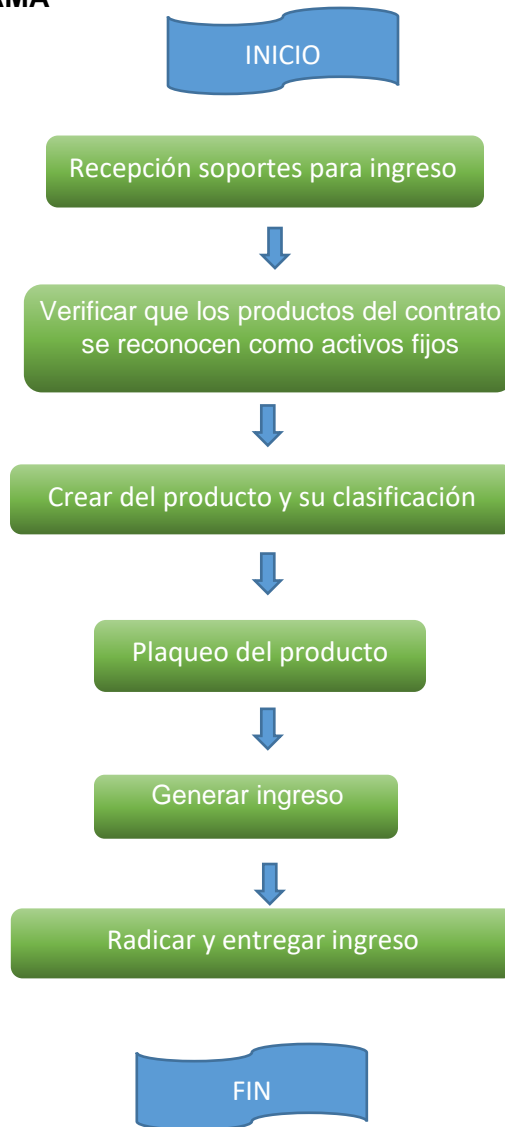 AMA
INICIO
Recepción soportes para ingreso
Verificar que los productos del contrato
se reconocen como activos fijos
Crear del producto y su clasificación
Plaqueo del producto
Generar ingreso
Radicar y entregar ingreso
FIN